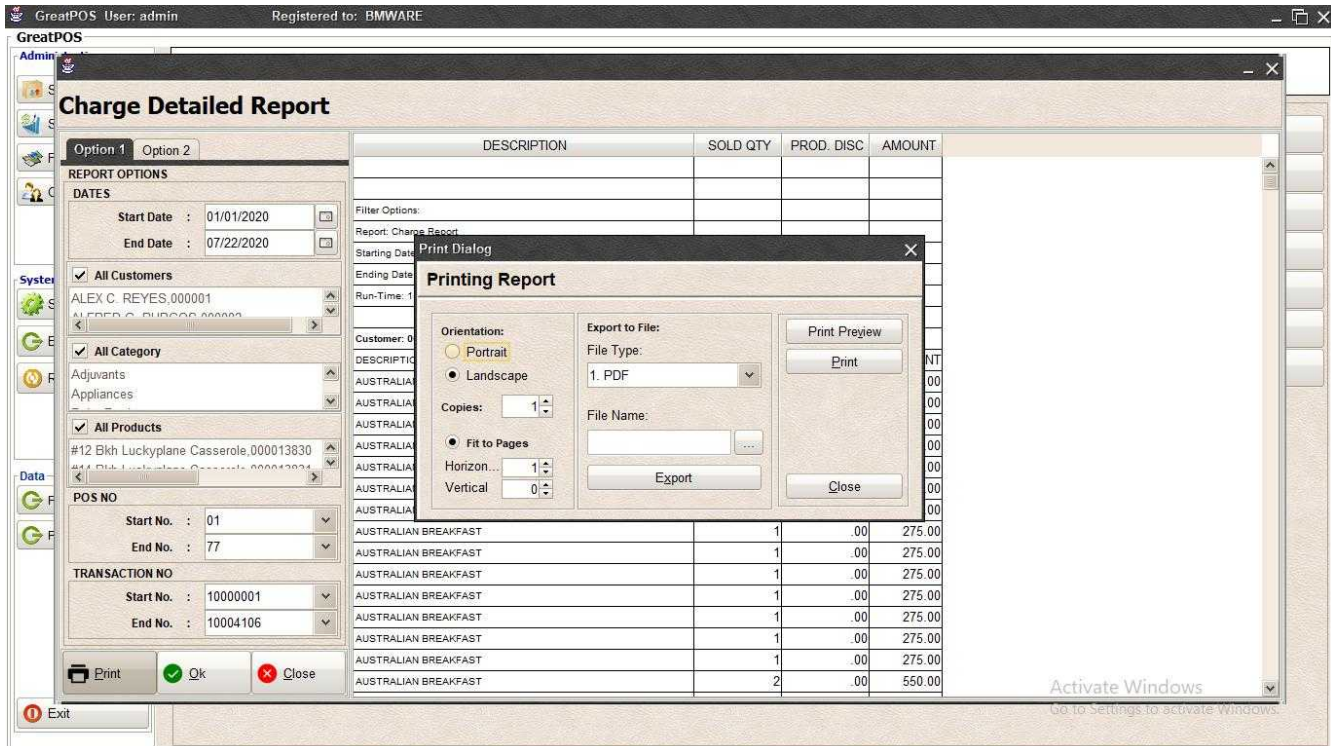 GreatPOS User: admin Registered to: BMWARE
GreatPOS
Charge Detailed Report
Option 1 Option 2
REPORT OPTIONS
DATES
Start Date : 01/01/2020
End Date : 07/22/2020
All Customers
ALEX C. REYES,000001
All Category
Adjuvants
Appliances
All Products
#12 Bkh Luckyplane Casserole,000013830
POS NO
Start No. : 01
End No. : 77
TRANSACTION NO
Start No. : 10000001
End No. : 10004106
Print Ok Close
Exit
DESCRIPTION SOLD QTY PROD. DISC AMOUNT
Filter Options:
Report: Charge Report
Starting Date
Ending Date
Run-Time: 1
Customer: 0
AUSTRALIAN BREAKFAST 1 .00 275.00
AUSTRALIAN BREAKFAST 1 .00 275.00
AUSTRALIAN BREAKFAST 1 .00 275.00
AUSTRALIAN BREAKFAST 1 .00 275.00
AUSTRALIAN BREAKFAST 1 .00 275.00
AUSTRALIAN BREAKFAST 1 .00 275.00
AUSTRALIAN BREAKFAST 1 .00 275.00
AUSTRALIAN BREAKFAST 2 .00 550.00
Print Dialog
Printing Report
Orientation:
Portrait
Landscape
Copies: 1
Fit to Pages
Horizon... 1
Vertical 0
Export to File:
File Type:
1. PDF
File Name:
...
Export
Print Preview
Print
Close
Activate Windows
Go to Settings to activate Windows.